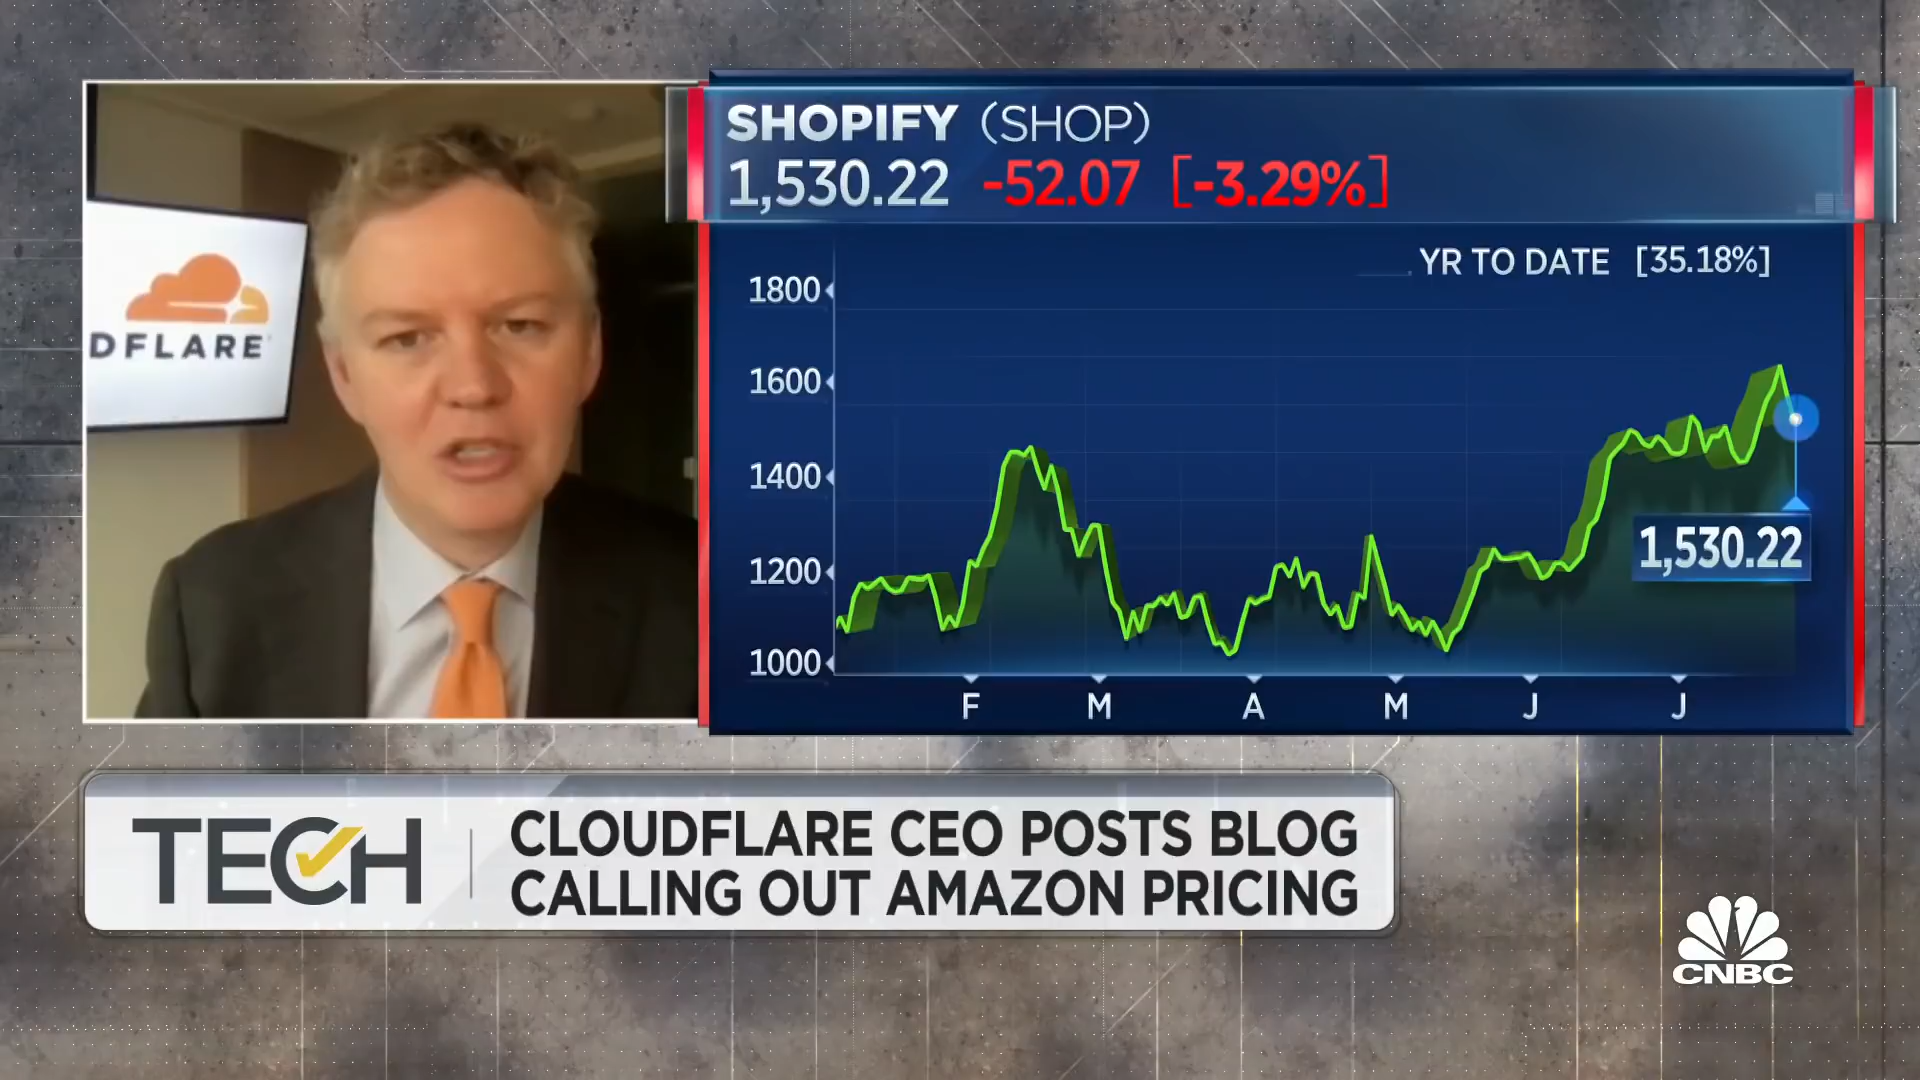 DFLARE
SHOPIFY (SHOP)
1,530.22 -52.07 [-3.29%]
YR TO DATE [35.18%]
1800
1600
1400
1200
1000
1,530.22
F M A M J J
TECH
CLOUDFLARE CEO POSTS BLOG
CALLING OUT AMAZON PRICING
CNBC